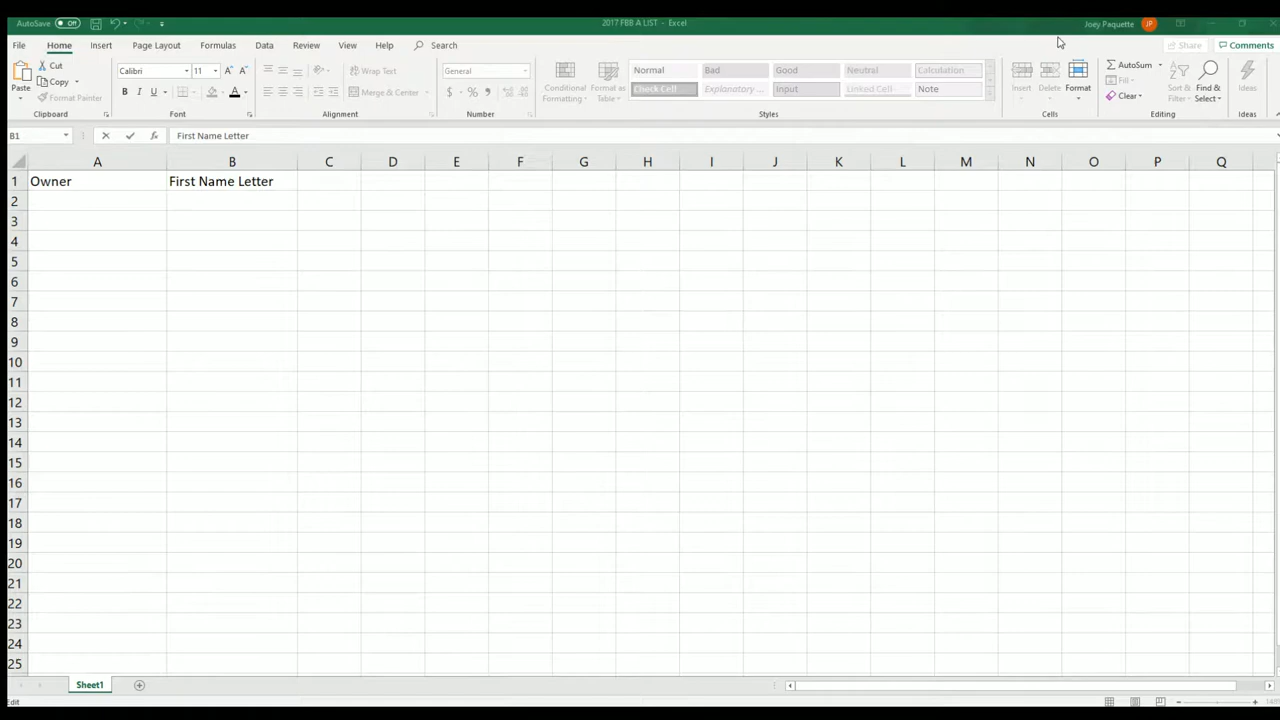 AutoSave Off 2017 FBB A LIST - Excel Joey Paquette JP
File Home Insert Page Layout Formulas Data Review View Help Search Share Comments
Paste Cut Copy Format Painter Clipboard
Calibri 11 A A B I U A Font
Wrap Text Merge & Center Alignment
General $ % , Number
Conditional Formatting Format as Table Normal Bad Good Neutral Calculation
Check Cell Explanatory ... Input Linked Cell Note Styles
Insert Delete Format Cells
AutoSum Fill Clear Sort & Filter Find & Select Editing
Ideas Ideas
B1 fx First Name Letter
A B C D E F G H I J K L M N O P Q
1 Owner First Name Letter
2
3
4
5
6
7
8
9
10
11
12
13
14
15
16
17
18
19
20
21
22
23
24
25
Sheet1
Edit